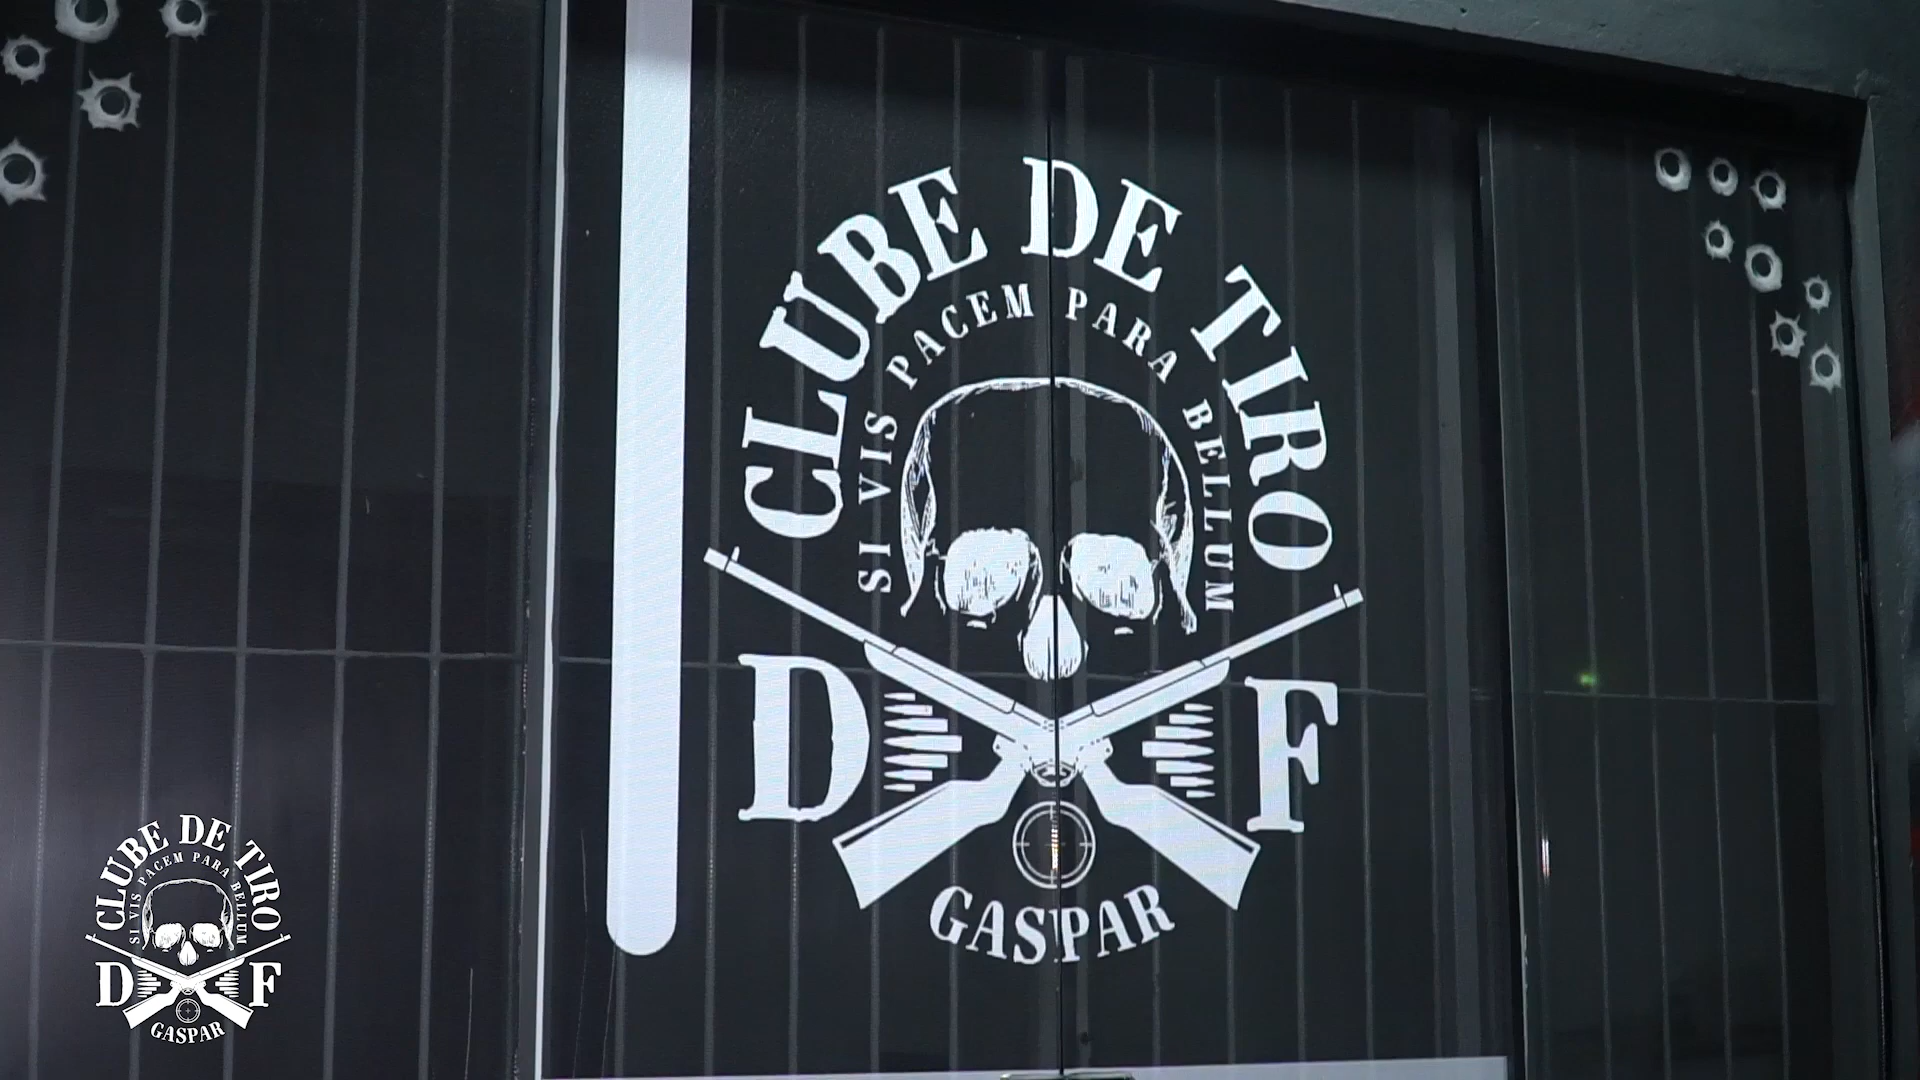 CLUBE DE TIRO
SI VIS PACEM PARA BELLUM
D F
GASPAR
CLUBE DE TIRO
SI VIS PACEM PARA BELLUM
D F
GASPAR